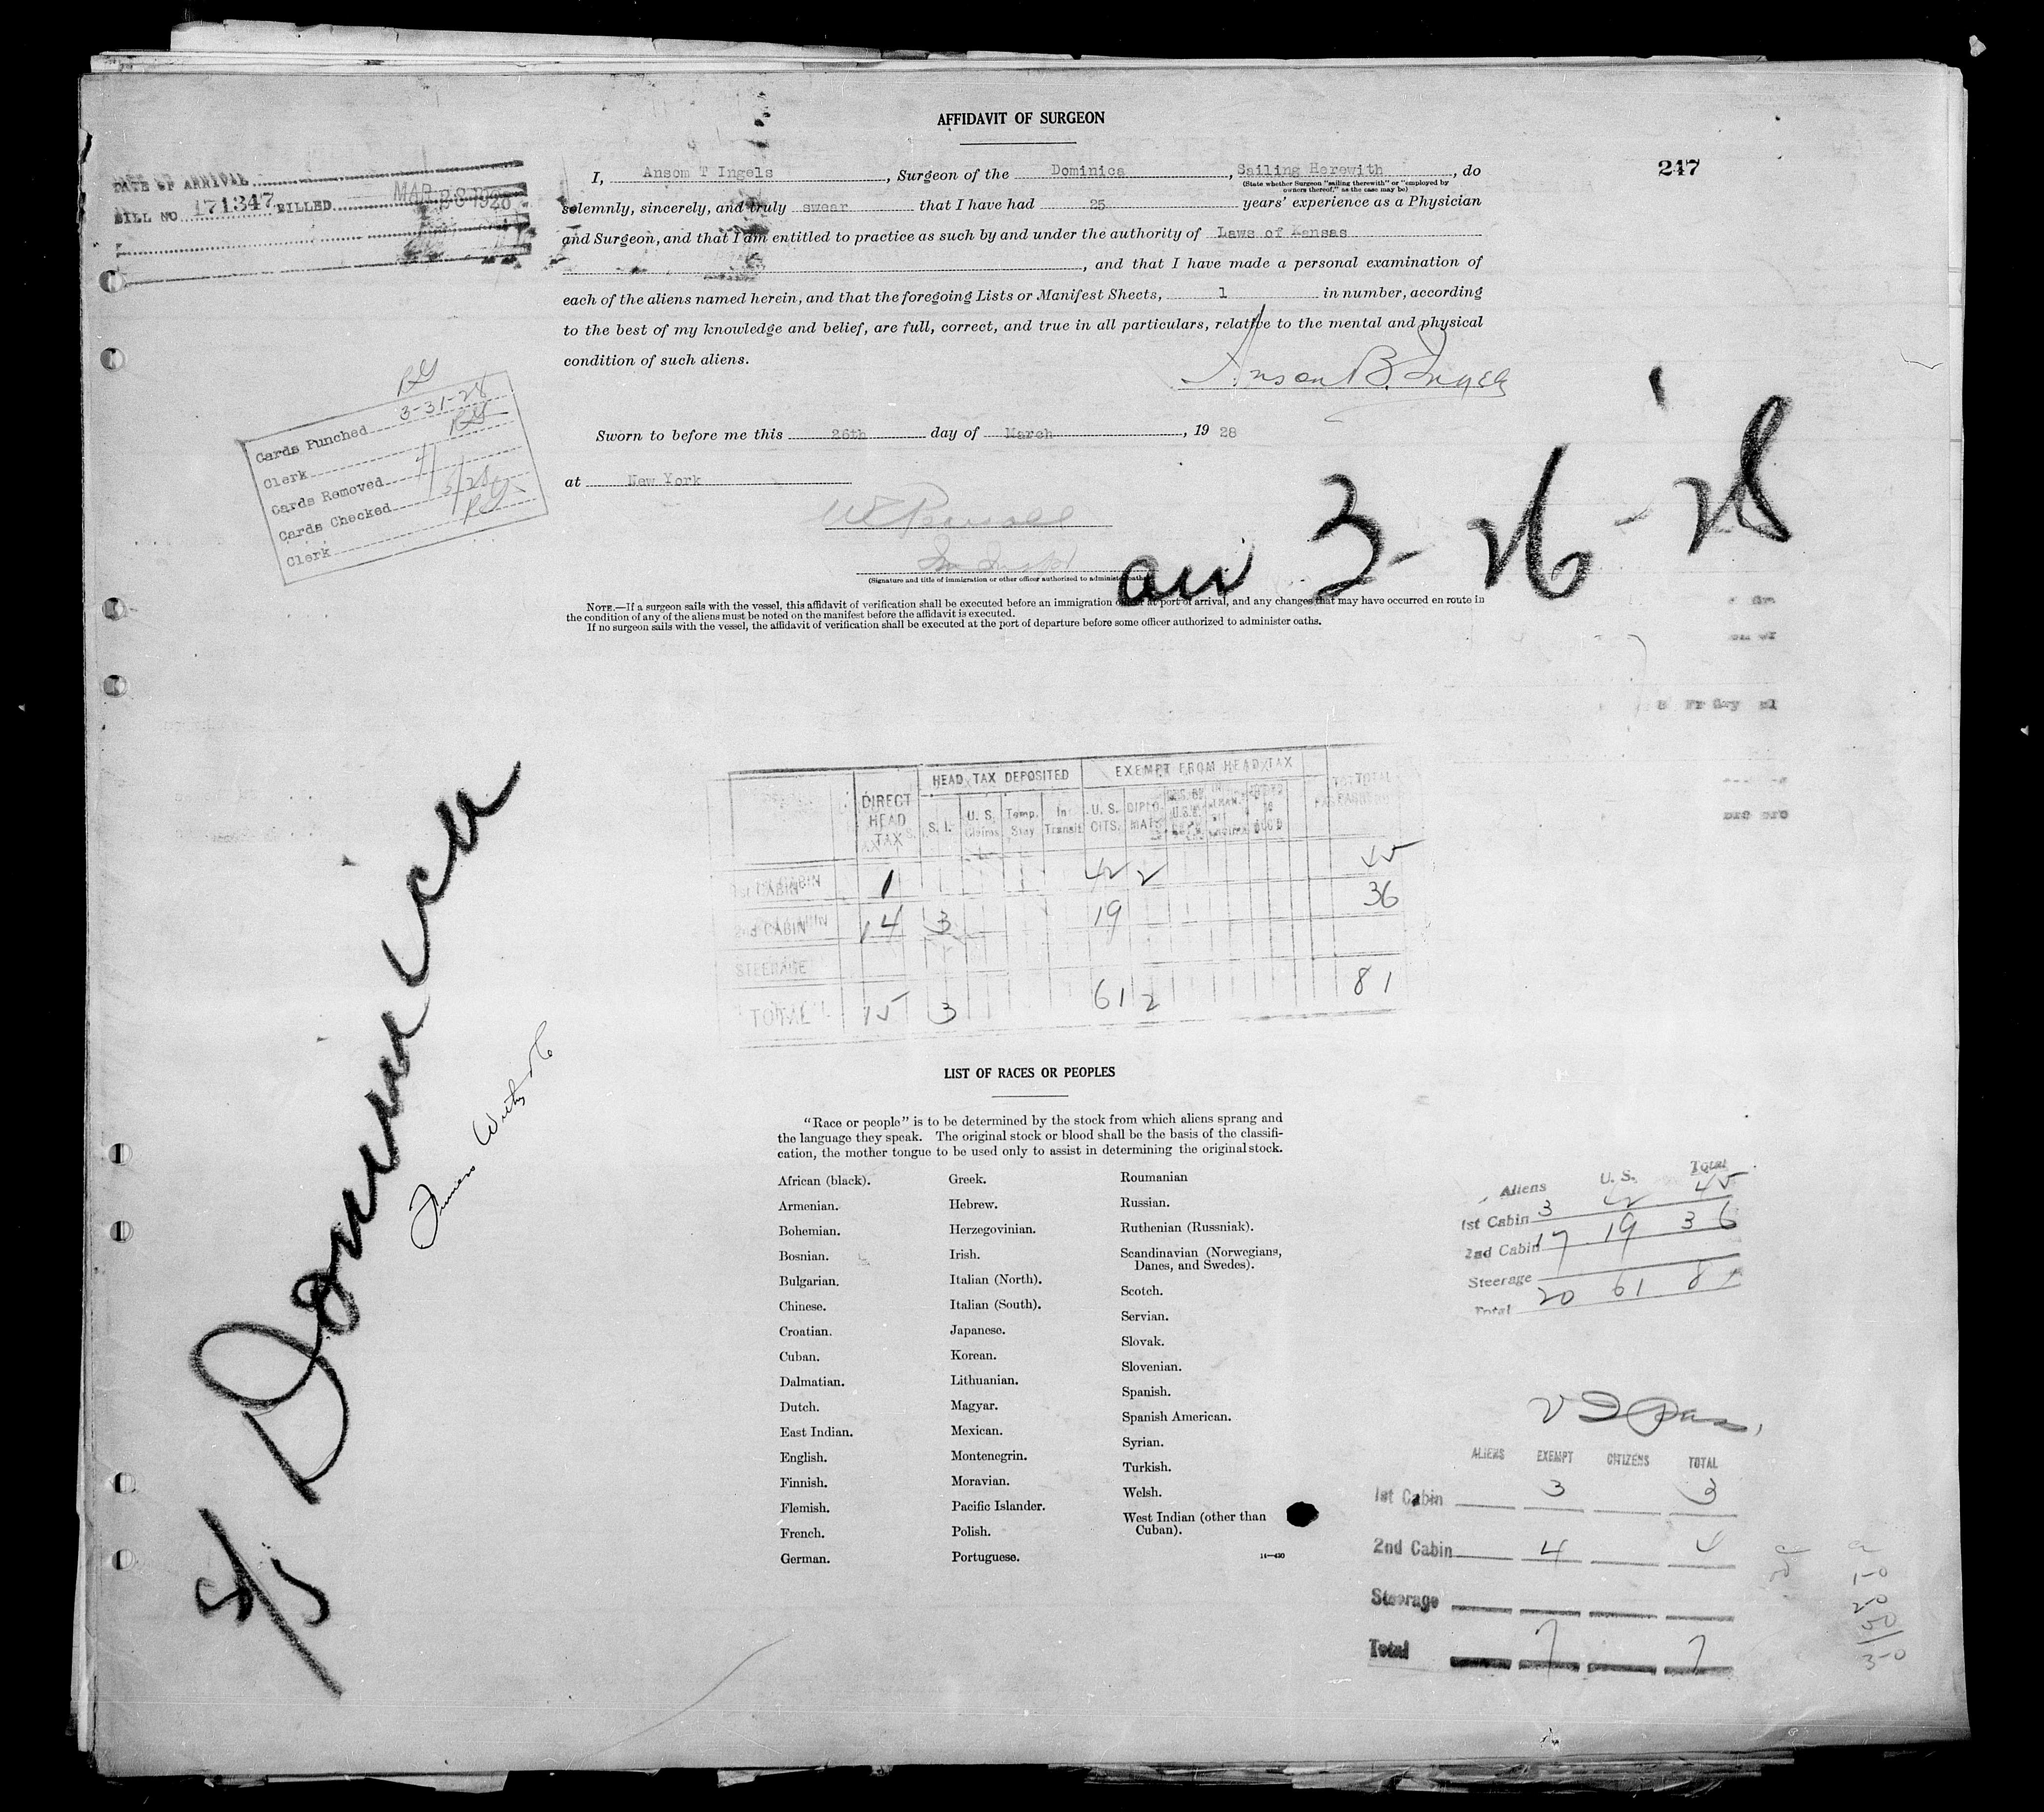 AFFIDAVIT OF SURGEON
247
DATE OF ARRIVAL
BILL NO 171347 BILLED MAR 28 1928
I, Ansom T Ingels, Surgeon of the Dominica, Sailing Herewith, do
(State whether Surgeon "sailing therewith" or "employed by
owners thereof," as the case may be)
solemnly, sincerely, and truly swear that I have had 25 years' experience as a Physician
and Surgeon, and that I am entitled to practice as such by and under the authority of Laws of Kansas
, and that I have made a personal examination of
each of the aliens named herein, and that the foregoing Lists or Manifest Sheets, 1 in number, according
to the best of my knowledge and belief, are full, correct, and true in all particulars, relative to the mental and physical
condition of such aliens.
Anson B. Ingels
Cards Punched 3-31-28
Clerk
Cards Removed
Cards Checked
Clerk
Sworn to before me this 26th day of March, 19 28
at New York
(Signature and title of immigration or other officer authorized to administer oaths)
3-26-28
NOTE.—If a surgeon sails with the vessel, this affidavit of verification shall be executed before an immigration officer at port of arrival, and any changes that may have occurred en route in
the condition of any of the aliens must be noted on the manifest before the affidavit is executed.
If no surgeon sails with the vessel, the affidavit of verification shall be executed at the port of departure before some officer authorized to administer oaths.
S/S Dominica
HEAD TAX DEPOSITED EXEMPT FROM HEAD TAX
DIRECT HEAD TAX S. I. U. S. Claims Temp. Stay In Transit U. S. CITS. DIPLO MATS TOTAL
1st CABIN 1 42 2 45
2nd CABIN 14 3 19 36
STEERAGE
TOTAL 15 3 61 2 81
LIST OF RACES OR PEOPLES
"Race or people" is to be determined by the stock from which aliens sprang and
the language they speak. The original stock or blood shall be the basis of the classifi-
cation, the mother tongue to be used only to assist in determining the original stock.
African (black).
Armenian.
Bohemian.
Bosnian.
Bulgarian.
Chinese.
Croatian.
Cuban.
Dalmatian.
Dutch.
East Indian.
English.
Finnish.
Flemish.
French.
German.
Greek.
Hebrew.
Herzegovinian.
Irish.
Italian (North).
Italian (South).
Japanese.
Korean.
Lithuanian.
Magyar.
Mexican.
Montenegrin.
Moravian.
Pacific Islander.
Polish.
Portuguese.
Roumanian
Russian.
Ruthenian (Russniak).
Scandinavian (Norwegians,
Danes, and Swedes).
Scotch.
Servian.
Slovak.
Slovenian.
Spanish.
Spanish American.
Syrian.
Turkish.
Welsh.
West Indian (other than
Cuban).
14—430
Aliens U. S. Total
1st Cabin 3 42 45
2nd Cabin 17 19 36
Steerage
Total 20 61 81
ALIENS EXEMPT CITIZENS TOTAL
1st Cabin 3 3
2nd Cabin 4 4
Steerage
Total 7 7